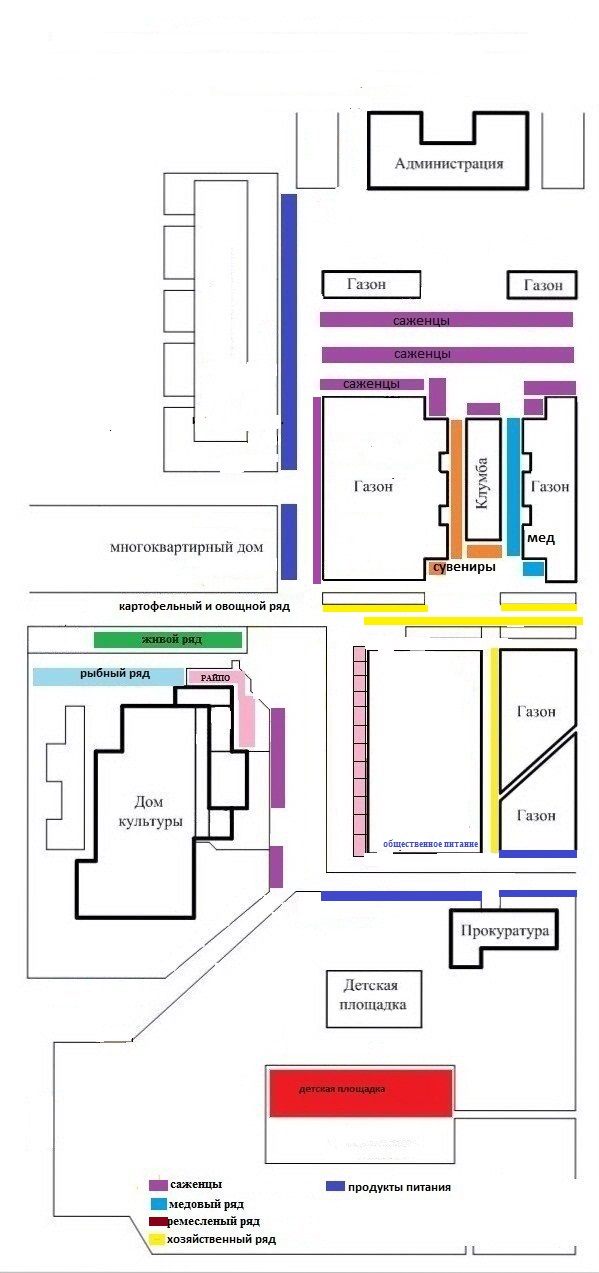 Администрация
Газон
Газон
саженцы
саженцы
саженцы
Газон
Клумба
Газон
мед
многоквартирный дом
сувениры
картофельный и овощной ряд
живой ряд
рыбный ряд
РАЙПО
Газон
Дом
культуры
Газон
общественное питание
Прокуратура
Детская
площадка
детская площадка
саженцы
продукты питания
медовый ряд
ремесленый ряд
хозяйственный ряд